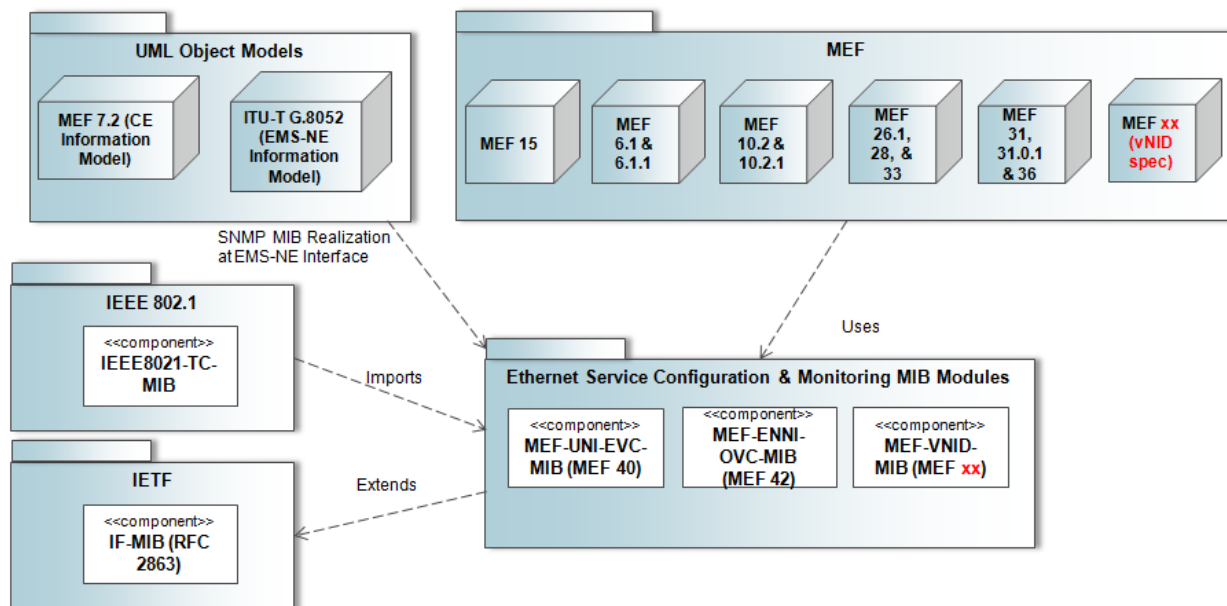 UML Object Models
MEF 7.2 (CE
Information
Model)
ITU-T G.8052
(EMS-NE
Information
Model)
MEF
MEF 15
MEF
6.1 &
6.1.1
MEF
10.2 &
10.2.1
MEF
26.1,
28, &
33
MEF
31,
31.0.1
& 36
MEF xx
(vNID
spec)
SNMP MIB Realization
at EMS-NE Interface
Uses
IEEE 802.1
<<component>>
IEEE8021-TC-
MIB
Imports
Ethernet Service Configuration & Monitoring MIB Modules
<<component>>
MEF-UNI-EVC-
MIB (MEF 40)
<<component>>
MEF-ENNI-
OVC-MIB
(MEF 42)
<<component>>
MEF-VNID-
MIB (MEF xx)
IETF
<<component>>
IF-MIB (RFC
2863)
Extends